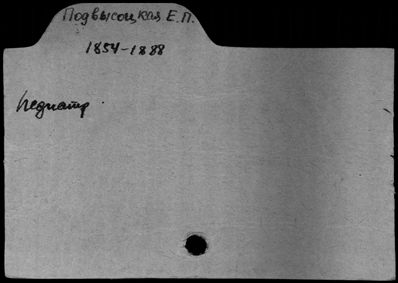 Подвысоцкая Е.П.
1854-1888
педиатр